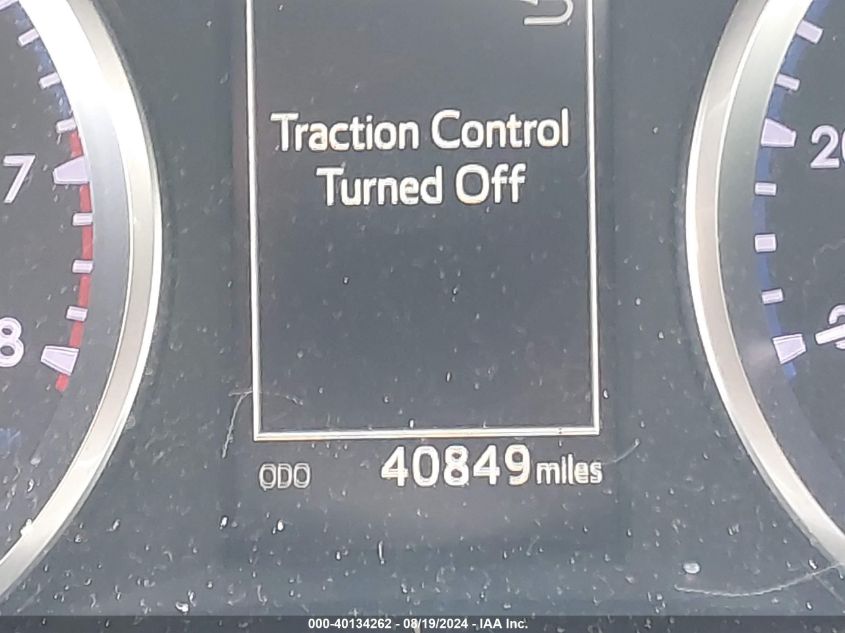 Traction Control
Turned Off
7
8
20
ODO 40849 miles
000-40134262 - 08/19/2024 - IAA Inc.